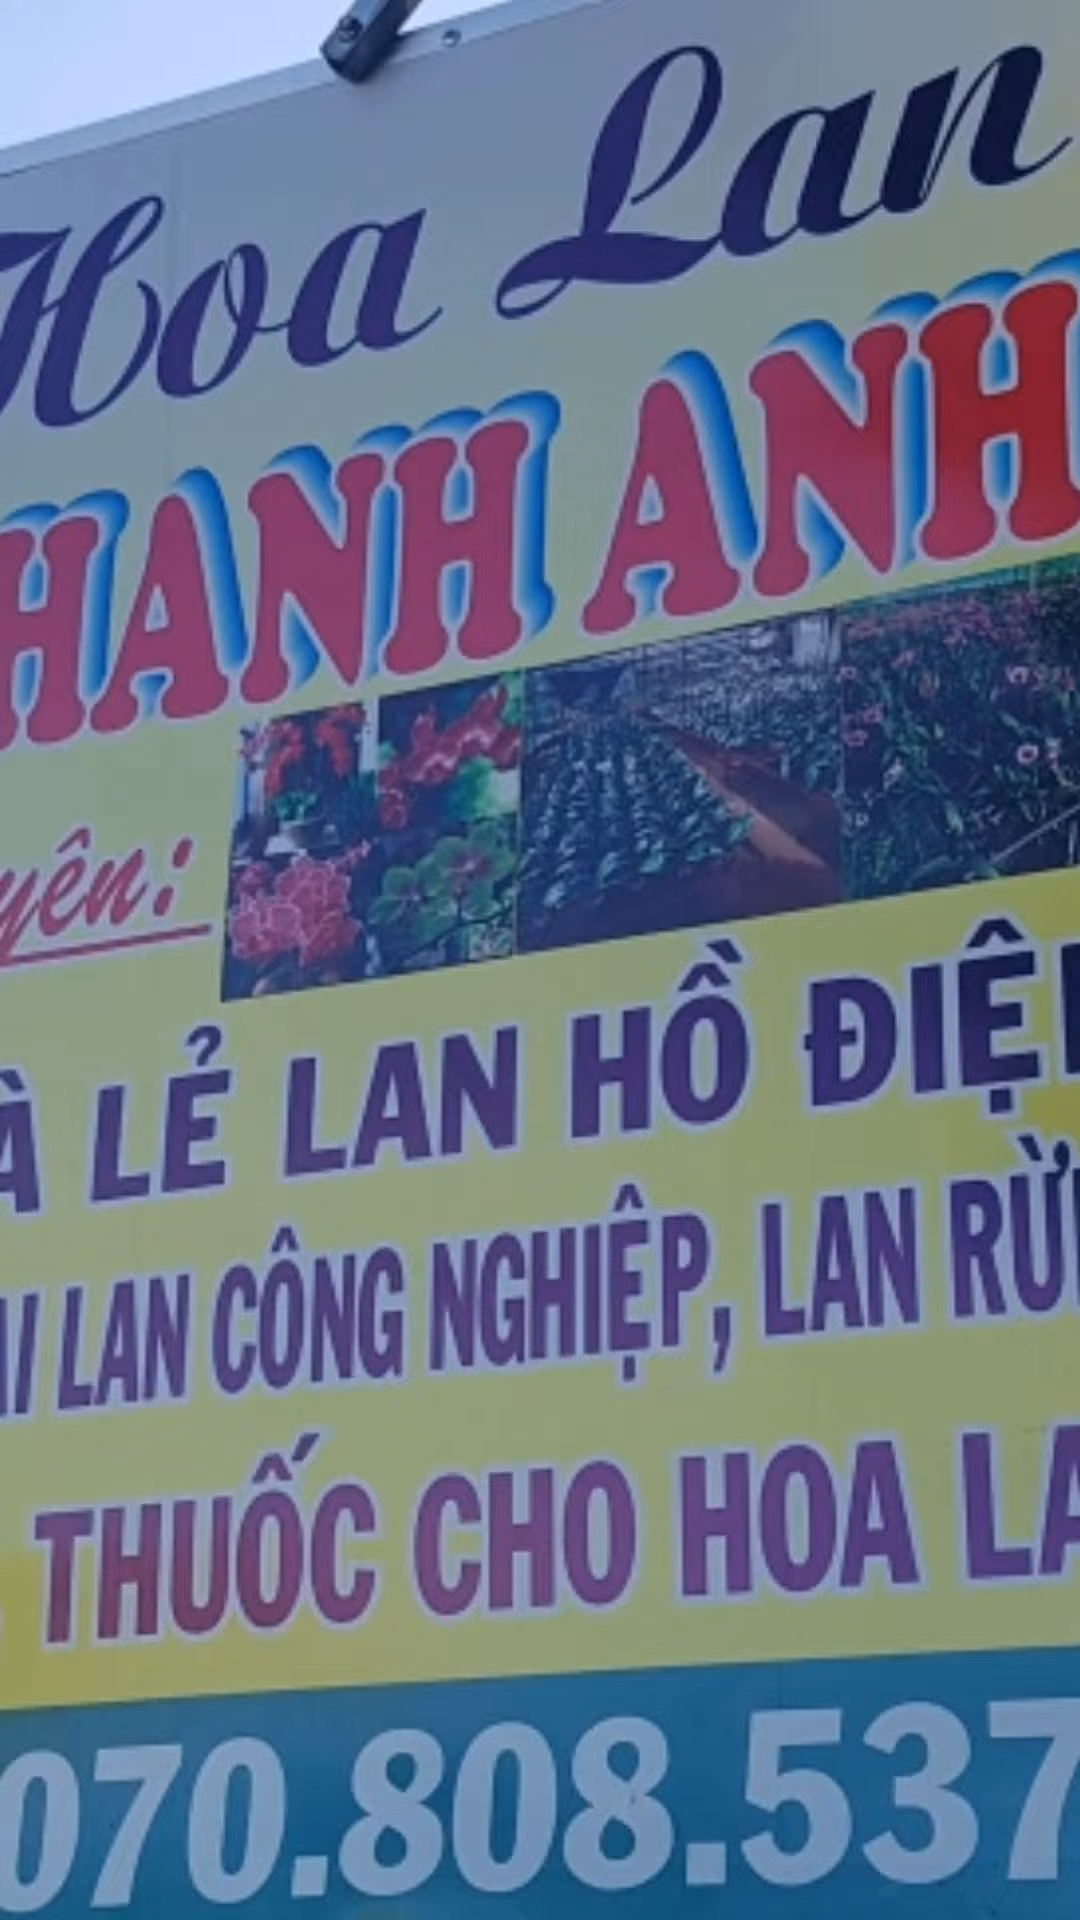 Hoa Lan
HANH ANH
yên:
À LẺ LAN HỒ ĐIỆ
LAN CÔNG NGHIỆP, LAN RỪ
THUỐC CHO HOA LA
070.808.537